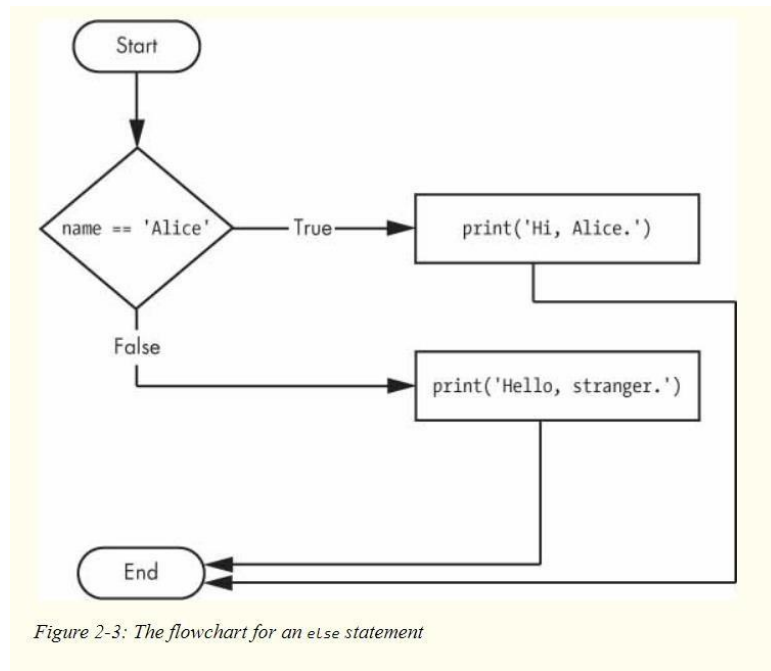 Start
name == 'Alice'
True
print('Hi, Alice.')
False
print('Hello, stranger.')
End
Figure 2-3: The flowchart for an else statement